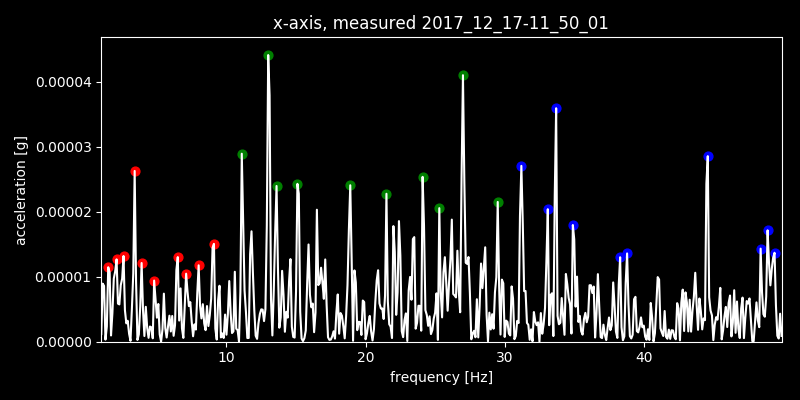 x-axis, measured 2017_12_17-11_50_01
0.00004
0.00003
0.00002
0.00001
0.00000
acceleration [g]
10 20 30 40
frequency [Hz]